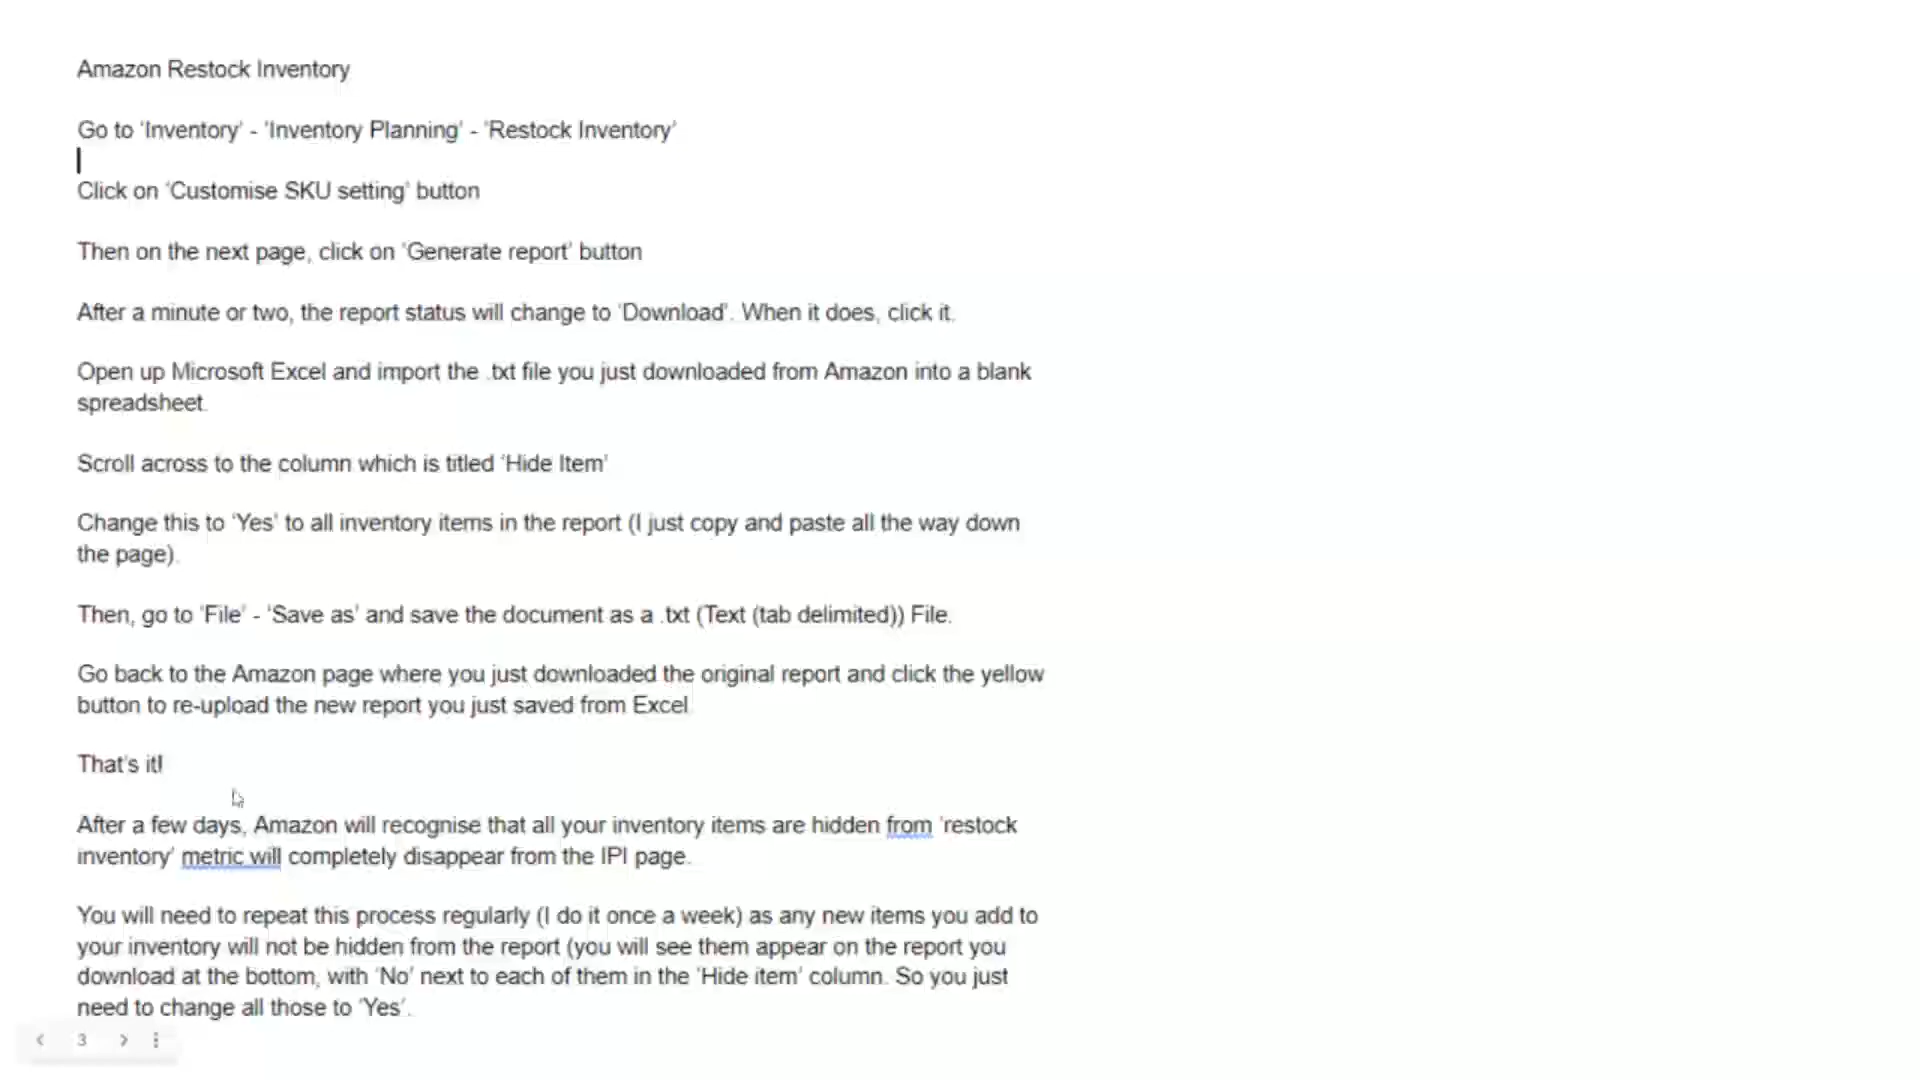 Amazon Restock Inventory
Go to ‘Inventory’ - ‘Inventory Planning’ - ‘Restock Inventory’
Click on ‘Customise SKU setting’ button
Then on the next page, click on ‘Generate report’ button
After a minute or two, the report status will change to ‘Download’. When it does, click it.
Open up Microsoft Excel and import the .txt file you just downloaded from Amazon into a blank
spreadsheet.
Scroll across to the column which is titled ‘Hide Item’
Change this to ‘Yes’ to all inventory items in the report (I just copy and paste all the way down
the page).
Then, go to ‘File’ - ‘Save as’ and save the document as a .txt (Text (tab delimited)) File.
Go back to the Amazon page where you just downloaded the original report and click the yellow
button to re-upload the new report you just saved from Excel.
That’s it!
After a few days, Amazon will recognise that all your inventory items are hidden from ‘restock
inventory’ metric will completely disappear from the IPI page.
You will need to repeat this process regularly (I do it once a week) as any new items you add to
your inventory will not be hidden from the report (you will see them appear on the report you
download at the bottom, with ‘No’ next to each of them in the ‘Hide item’ column. So you just
need to change all those to ‘Yes’.
3